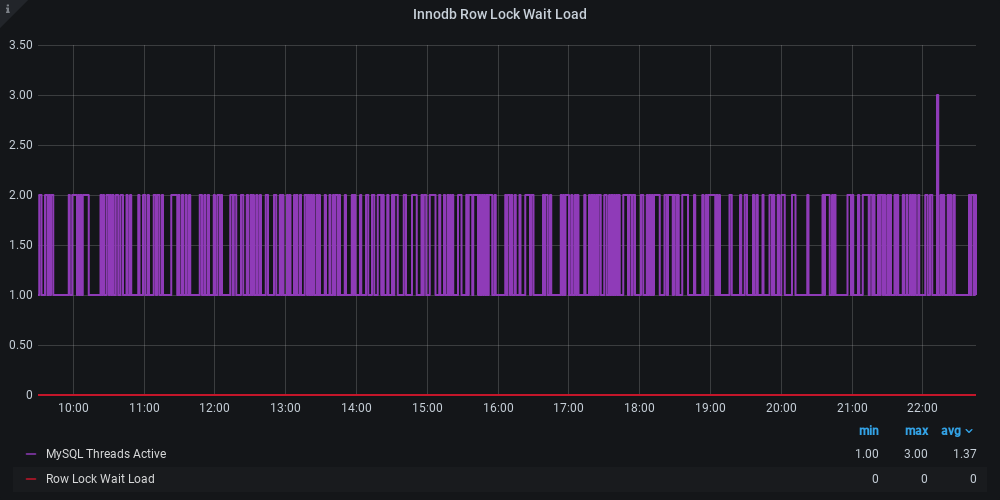 i
Innodb Row Lock Wait Load
3.50
3.00
2.50
2.00
1.50
1.00
0.50
0
10:00 11:00 12:00 13:00 14:00 15:00 16:00 17:00 18:00 19:00 20:00 21:00 22:00
min max avg
MySQL Threads Active 1.00 3.00 1.37
Row Lock Wait Load 0 0 0